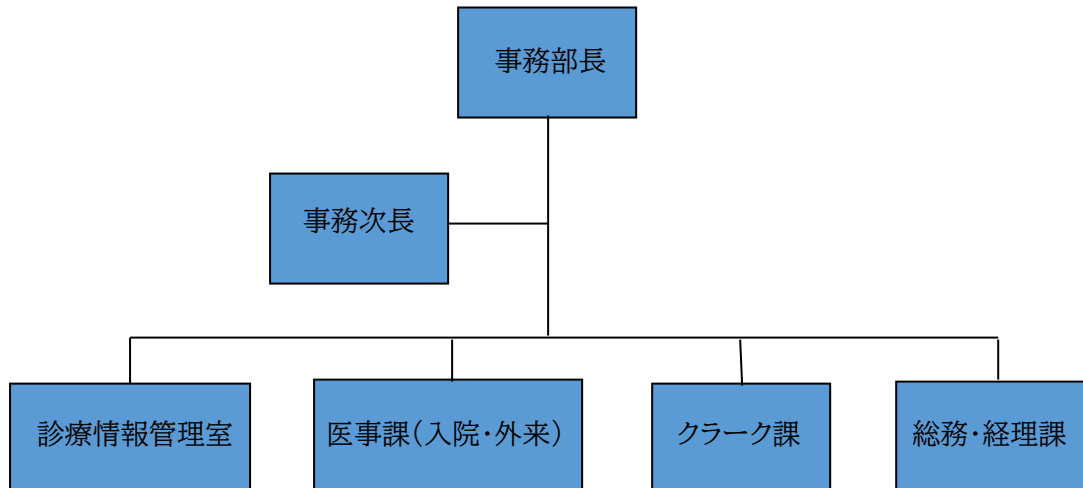 事務部長
事務次長
診療情報管理室
医事課(入院・外来)
クラーク課
総務・経理課